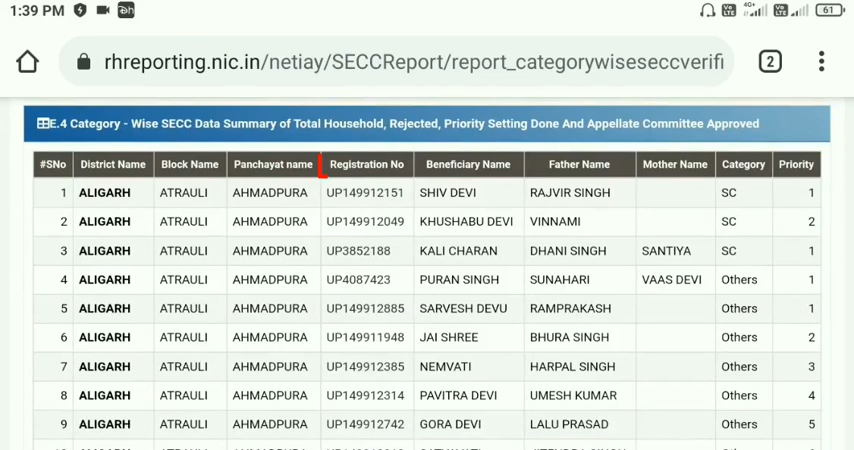 1:39 PM 4G+ Vo LTE Vo LTE 61
rhreporting.nic.in/netiay/SECCReport/report_categorywiseseccverifi 2
E.4 Category - Wise SECC Data Summary of Total Household, Rejected, Priority Setting Done And Appellate Committee Approved
#SNo District Name Block Name Panchayat name Registration No Beneficiary Name Father Name Mother Name Category Priority
1 ALIGARH ATRAULI AHMADPURA UP149912151 SHIV DEVI RAJVIR SINGH SC 1
2 ALIGARH ATRAULI AHMADPURA UP149912049 KHUSHABU DEVI VINNAMI SC 2
3 ALIGARH ATRAULI AHMADPURA UP3852188 KALI CHARAN DHANI SINGH SANTIYA SC 1
4 ALIGARH ATRAULI AHMADPURA UP4087423 PURAN SINGH SUNAHARI VAAS DEVI Others 1
5 ALIGARH ATRAULI AHMADPURA UP149912885 SARVESH DEVU RAMPRAKASH Others 1
6 ALIGARH ATRAULI AHMADPURA UP149911948 JAI SHREE BHURA SINGH Others 2
7 ALIGARH ATRAULI AHMADPURA UP149912385 NEMVATI HARPAL SINGH Others 3
8 ALIGARH ATRAULI AHMADPURA UP149912314 PAVITRA DEVI UMESH KUMAR Others 4
9 ALIGARH ATRAULI AHMADPURA UP149912742 GORA DEVI LALU PRASAD Others 5